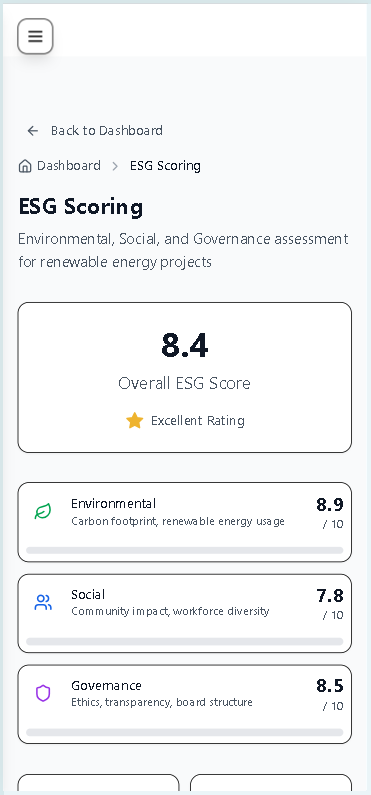 Back to Dashboard
Dashboard > ESG Scoring
ESG Scoring
Environmental, Social, and Governance assessment
for renewable energy projects
8.4
Overall ESG Score
Excellent Rating
Environmental 8.9
Carbon footprint, renewable energy usage / 10
Social 7.8
Community impact, workforce diversity / 10
Governance 8.5
Ethics, transparency, board structure / 10